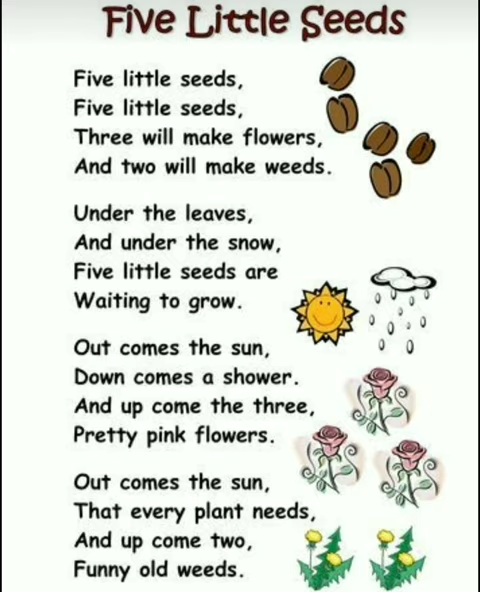 Five Little Seeds
Five little seeds,
Five little seeds,
Three will make flowers,
And two will make weeds.
Under the leaves,
And under the snow,
Five little seeds are
Waiting to grow.
Out comes the sun,
Down comes a shower.
And up come the three,
Pretty pink flowers.
Out comes the sun,
That every plant needs,
And up come two,
Funny old weeds.